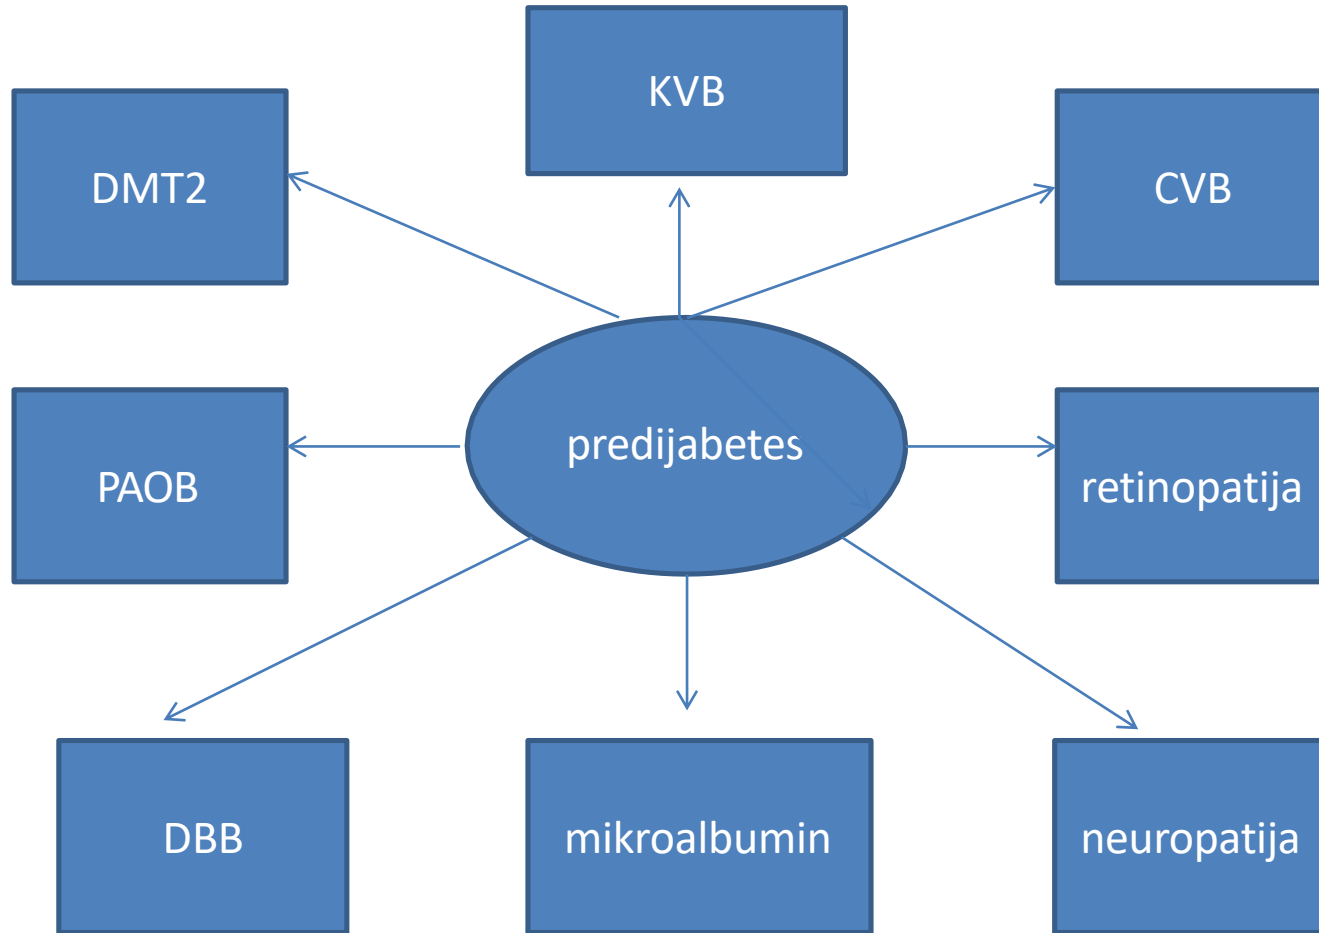 KVB
DMT2
CVB
predijabetes
PAOB
retinopatija
DBB
mikroalbumin
neuropatija